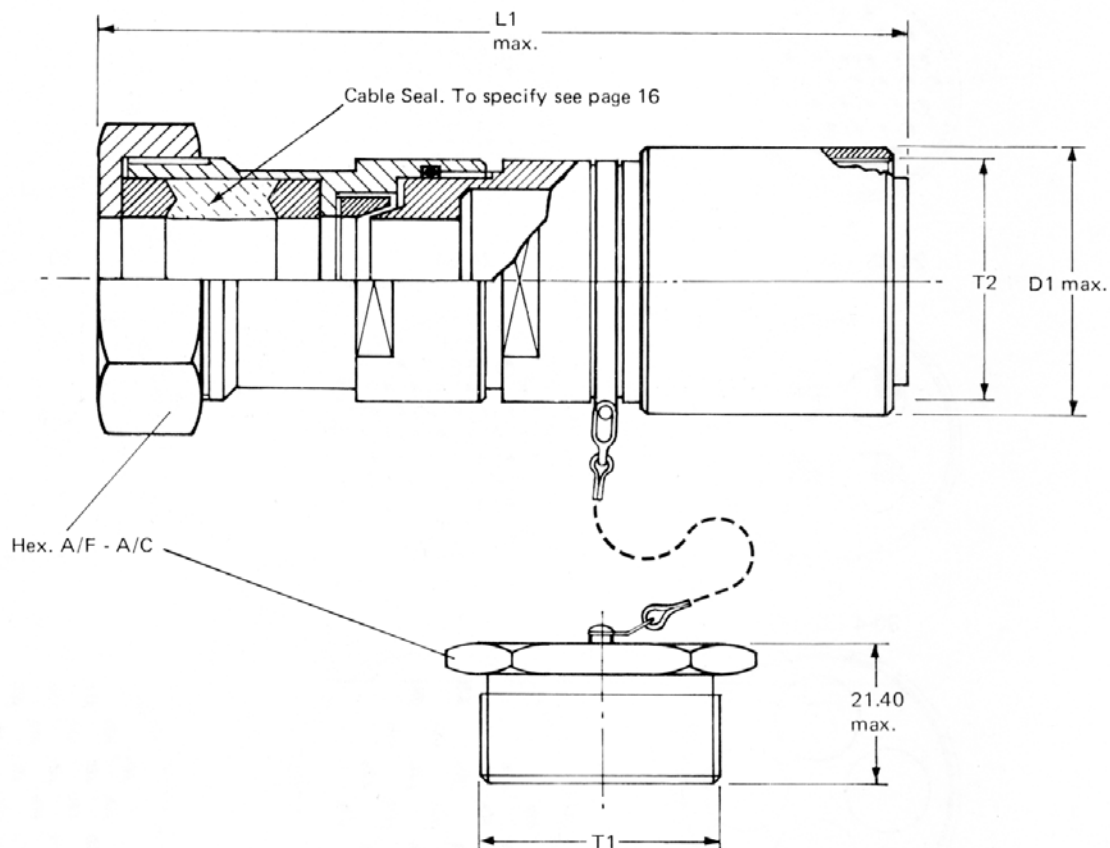 L1
max.
Cable Seal. To specify see page 16
T2
D1 max.
Hex. A/F - A/C
21.40
max.
T1